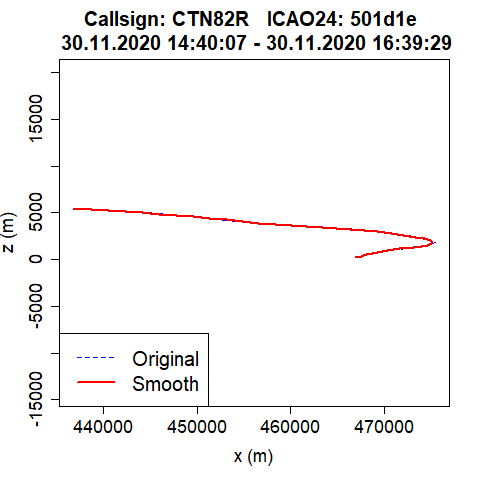 Callsign: CTN82R   ICAO24: 501d1e
30.11.2020 14:40:07 - 30.11.2020 16:39:29
z (m)
15000
5000
0
-5000
-15000
Original
Smooth
440000 450000 460000 470000
x (m)